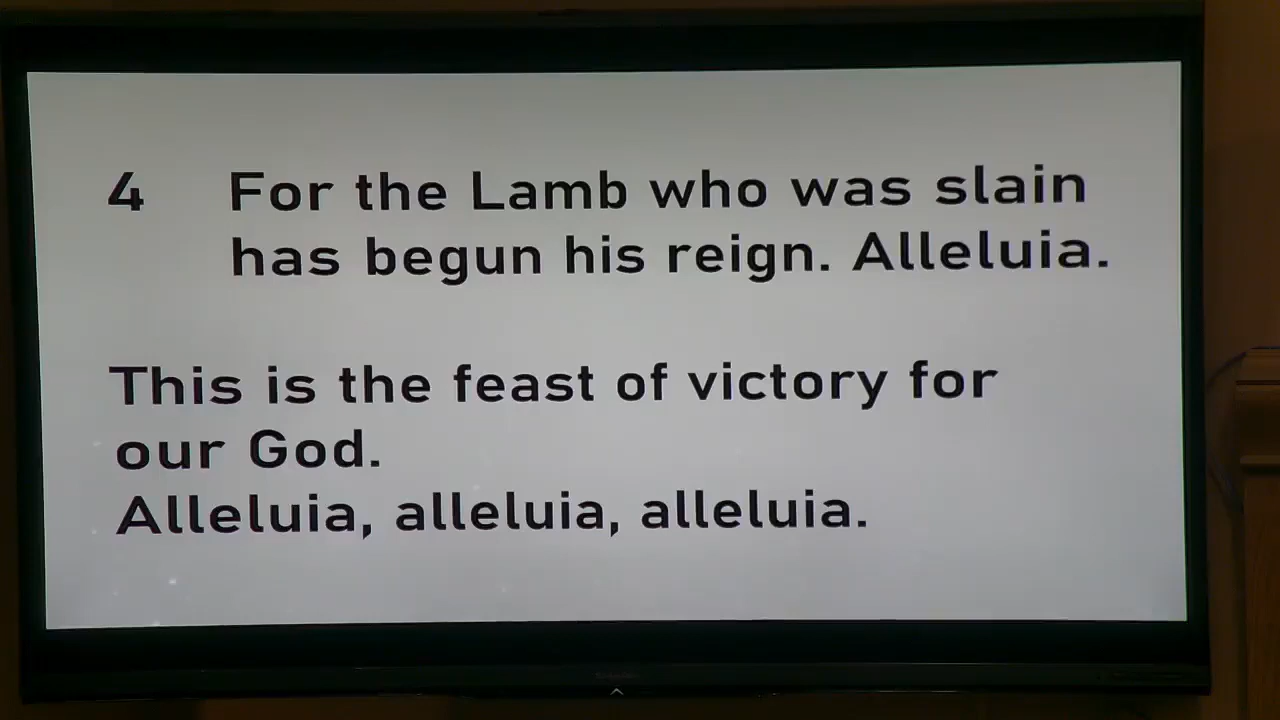 4 For the Lamb who was slain
has begun his reign. Alleluia.
This is the feast of victory for
our God.
Alleluia, alleluia, alleluia.